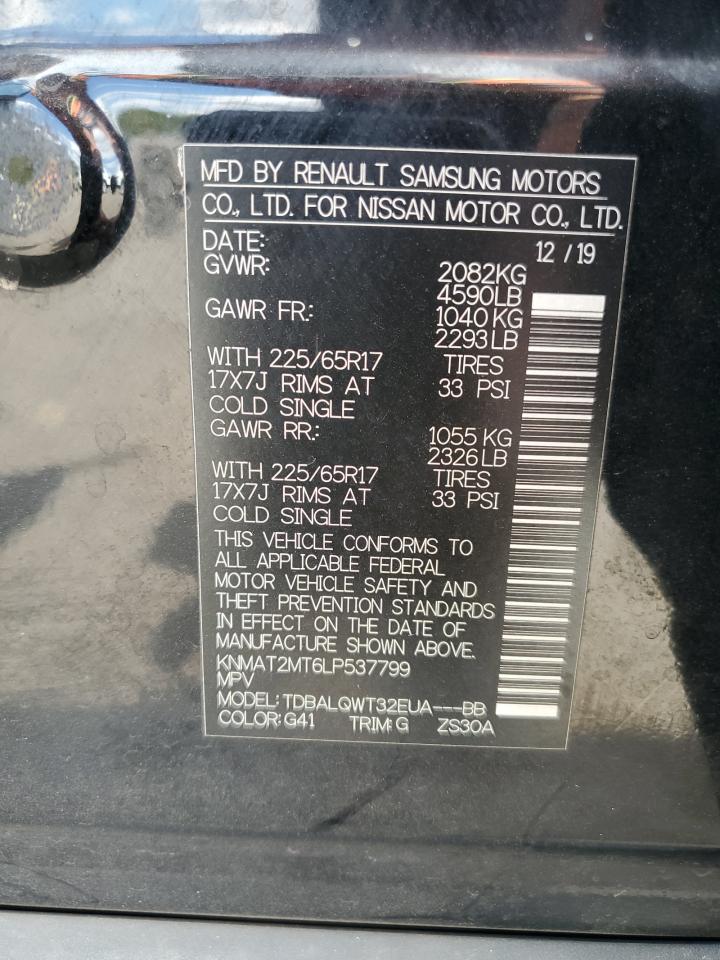 MFD BY RENAULT SAMSUNG MOTORS
CO., LTD. FOR NISSAN MOTOR CO., LTD.
DATE: 12 / 19
GVWR: 2082KG
4590LB
GAWR FR: 1040 KG
2293 LB
WITH 225/65R17 TIRES
17X7J RIMS AT 33 PSI
COLD SINGLE
GAWR RR: 1055 KG
2326 LB
WITH 225/65R17 TIRES
17X7J RIMS AT 33 PSI
COLD SINGLE
THIS VEHICLE CONFORMS TO
ALL APPLICABLE FEDERAL
MOTOR VEHICLE SAFETY AND
THEFT PREVENTION STANDARDS
IN EFFECT ON THE DATE OF
MANUFACTURE SHOWN ABOVE.
KNMAT2MT6LP537799
MPV
MODEL: TDBALQWT32EUA---BB
COLOR: G41 TRIM: G ZS30A